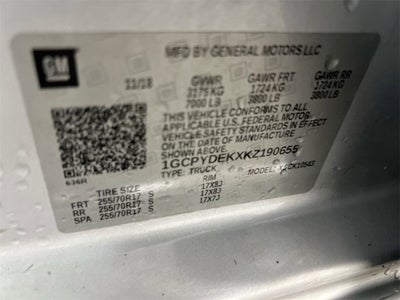 GM
MFD BY GENERAL MOTORS LLC
11/18 GVWR GAWR FRT GAWR RR
3175 KG 1724 KG 1724 KG
7000 LB 3800 LB 3800 LB
THIS VEHICLE CONFORMS TO ALL APPLICABLE
U.S. FEDERAL MOTOR VEHICLE
SAFETY STANDARDS IN EFFECT ON THE DATE OF
MANUFACTURE SHOWN ABOVE.
1GCPYDEKXKZ190655
636R TYPE: TRUCK MODEL: CK10543
TIRE SIZE RIM
FRT 255/70R17 S 17X8J
RR 255/70R17 S 17X8J
SPA 255/70R17 S 17X7J